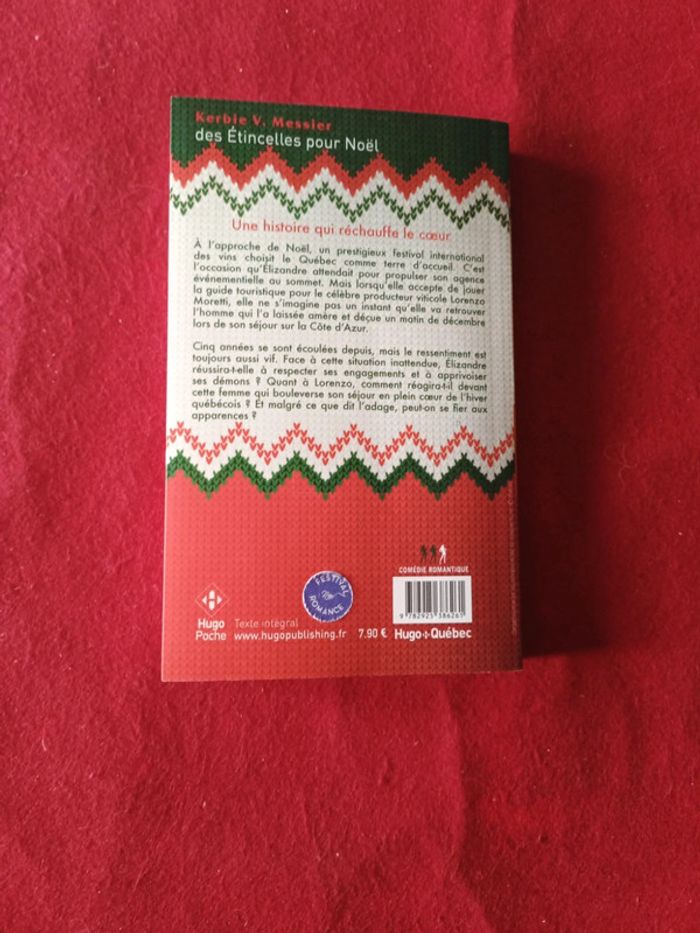 Kerbie V. Messier
des Étincelles pour Noël
Une histoire qui réchauffe le cœur
À l'approche de Noël, un prestigieux festival international
des vins choisit le Québec comme terre d'accueil. C'est
l'occasion qu'Élizandre attendait pour propulser son agence
événementielle au sommet. Mais lorsqu'elle accepte de jouer
la guide touristique pour le célèbre producteur viticole Lorenzo
Moretti, elle ne s'imagine pas un instant qu'elle va retrouver
l'homme qui l'a laissée amère et déçue un matin de décembre
lors de son séjour sur la Côte d'Azur.
Cinq années se sont écoulées depuis, mais le ressentiment est
toujours aussi vif. Face à cette situation inattendue, Élizandre
réussira-t-elle à respecter ses engagements et à apprivoiser
ses démons ? Quant à Lorenzo, comment réagira-t-il devant
cette femme qui bouleverse son séjour en plein cœur de l'hiver
québécois ? Et malgré ce que dit l'adage, peut-on se fier aux
apparences ?
COMÉDIE ROMANTIQUE
FESTIVAL
New
ROMANCE
Hugo
Poche
Texte intégral
www.hugopublishing.fr
7.90 €
9 782925 386261
Hugo+Québec